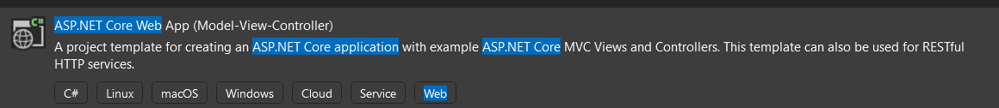 C#
ASP.NET Core Web App (Model-View-Controller)
A project template for creating an ASP.NET Core application with example ASP.NET Core MVC Views and Controllers. This template can also be used for RESTful
HTTP services.
C# Linux macOS Windows Cloud Service Web